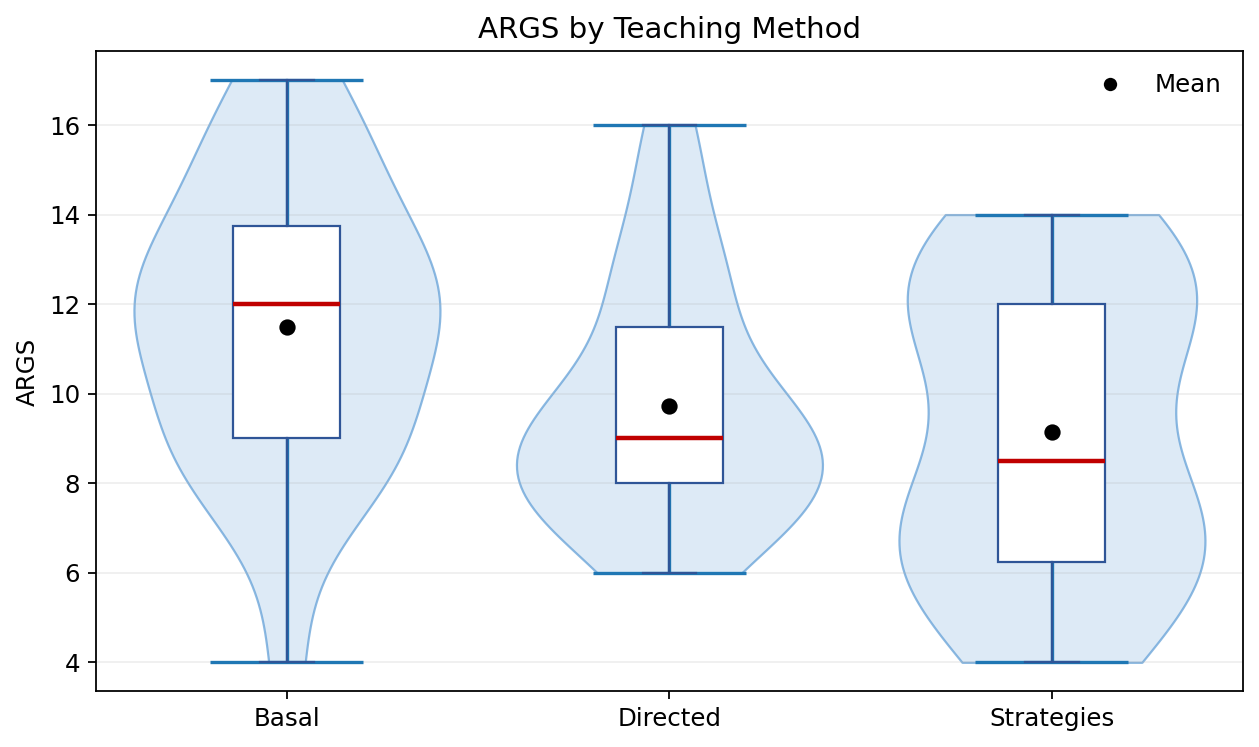 ARGS by Teaching Method
Mean
ARGS
16
14
12
10
8
6
4
Basal
Directed
Strategies